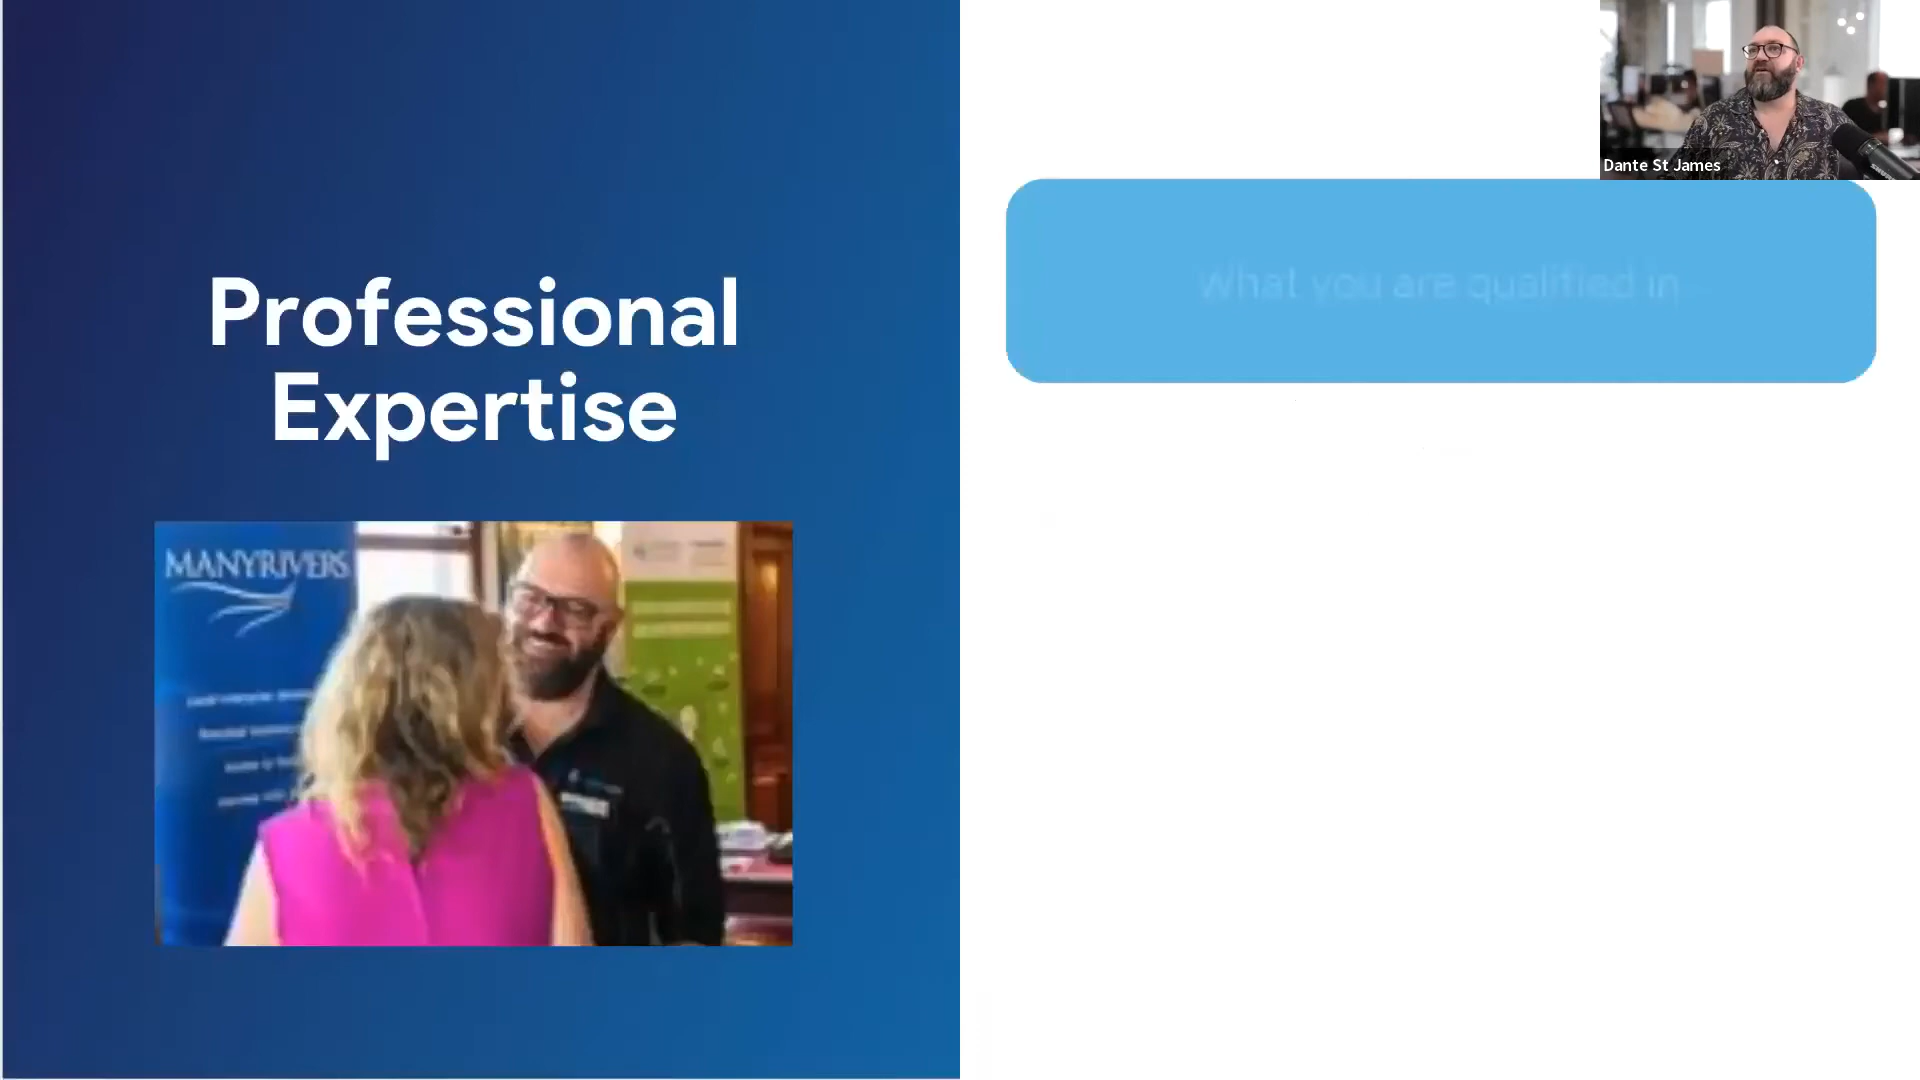 Professional
Expertise
MANYRIVERS
What you are qualified in
Dante St James